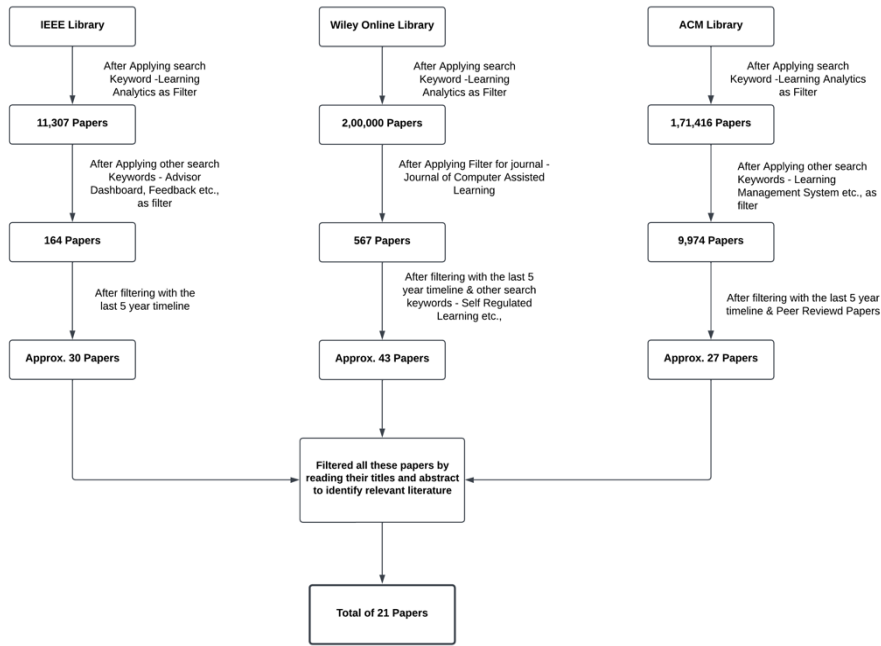 IEEE Library
Wiley Online Library
ACM Library
After Applying search
Keyword -Learning
Analytics as Filter
After Applying search
Keyword -Learning
Analytics as Filter
After Applying search
Keyword -Learning Analytics
as Filter
11,307 Papers
2,00,000 Papers
1,71,416 Papers
After Applying other search
Keywords - Advisor
Dashboard, Feedback etc.,
as filter
After Applying Filter for journal -
Journal of Computer Assisted
Learning
After Applying other search
Keywords - Learning
Management System etc., as
filter
164 Papers
567 Papers
9,974 Papers
After filtering with the
last 5 year timeline
After filtering with the last 5
year timeline & other search
keywords - Self Regulated
Learning etc.,
After filtering with the last 5 year
timeline & Peer Reviewd Papers
Approx. 30 Papers
Approx. 43 Papers
Approx. 27 Papers
Filtered all these papers by
reading their titles and abstract
to identify relevant literature
Total of 21 Papers